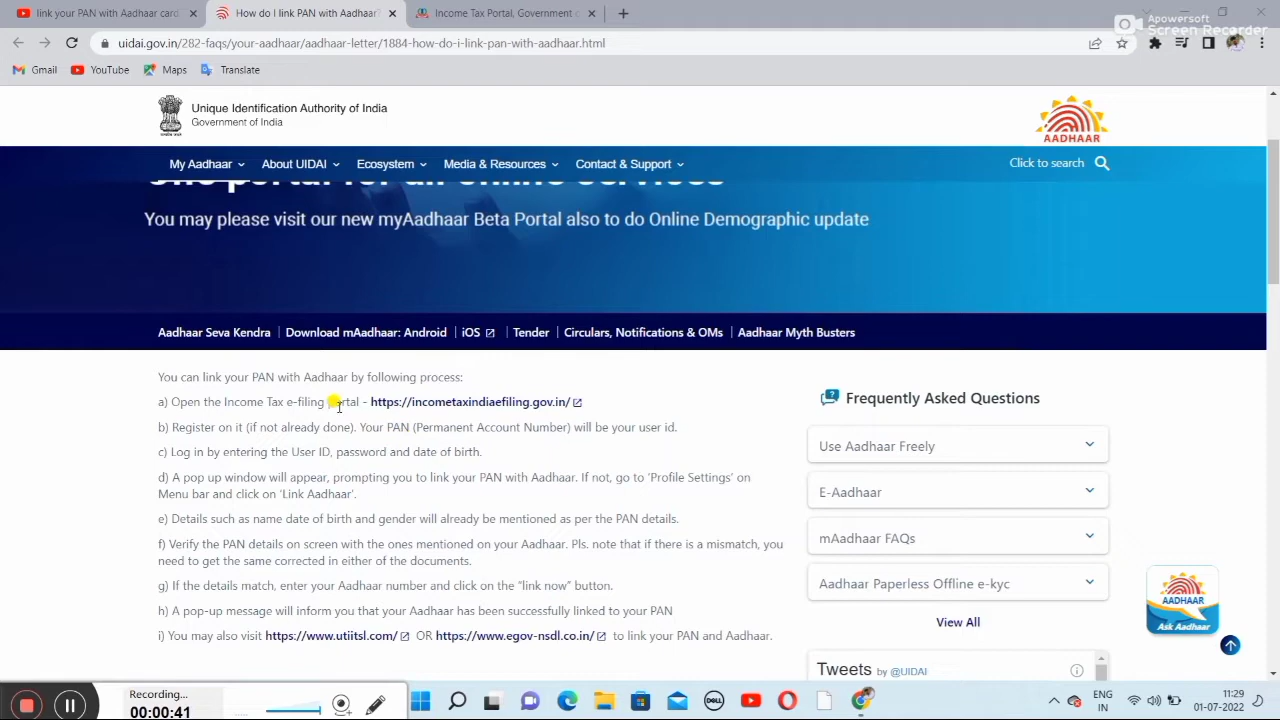 link your PAN with Aadhaar card
How do I link PAN with Aadhaar?
Income Tax Portal, Government
Apowersoft
Screen Recorder
uidai.gov.in/282-faqs/your-aadhaar/aadhaar-letter/1884-how-do-i-link-pan-with-aadhaar.html
Gmail
YouTube
Maps
Translate
Unique Identification Authority of India
Government of India
AADHAAR
My Aadhaar
About UIDAI
Ecosystem
Media & Resources
Contact & Support
Click to search
One portal for all online services
You may please visit our new myAadhaar Beta Portal also to do Online Demographic update
Aadhaar Seva Kendra
Download mAadhaar: Android
iOS
Tender
Circulars, Notifications & OMs
Aadhaar Myth Busters
You can link your PAN with Aadhaar by following process:
a) Open the Income Tax e-filing portal - https://incometaxindiaefiling.gov.in/
b) Register on it (if not already done). Your PAN (Permanent Account Number) will be your user id.
c) Log in by entering the User ID, password and date of birth.
d) A pop up window will appear, prompting you to link your PAN with Aadhaar. If not, go to 'Profile Settings' on
Menu bar and click on 'Link Aadhaar'.
e) Details such as name date of birth and gender will already be mentioned as per the PAN details.
f) Verify the PAN details on screen with the ones mentioned on your Aadhaar. Pls. note that if there is a mismatch, you
need to get the same corrected in either of the documents.
g) If the details match, enter your Aadhaar number and click on the "link now" button.
h) A pop-up message will inform you that your Aadhaar has been successfully linked to your PAN
i) You may also visit https://www.utiitsl.com/ OR https://www.egov-nsdl.co.in/ to link your PAN and Aadhaar.
Frequently Asked Questions
Use Aadhaar Freely
E-Aadhaar
mAadhaar FAQs
Aadhaar Paperless Offline e-kyc
View All
AADHAAR
Ask Aadhaar
Tweets by @UIDAI
Recording...
00:00:41
DELL
ENG
IN
11:29
01-07-2022